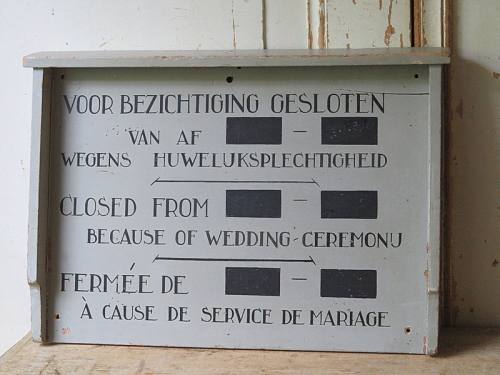 VOOR BEZICHTIGING GESLOTEN
VAN AF –
WEGENS HUWELUKSPLECHTIGHEID
CLOSED FROM –
BECAUSE OF WEDDING-CEREMONU
FERMÉE DE –
À CAUSE DE SERVICE DE MARIAGE